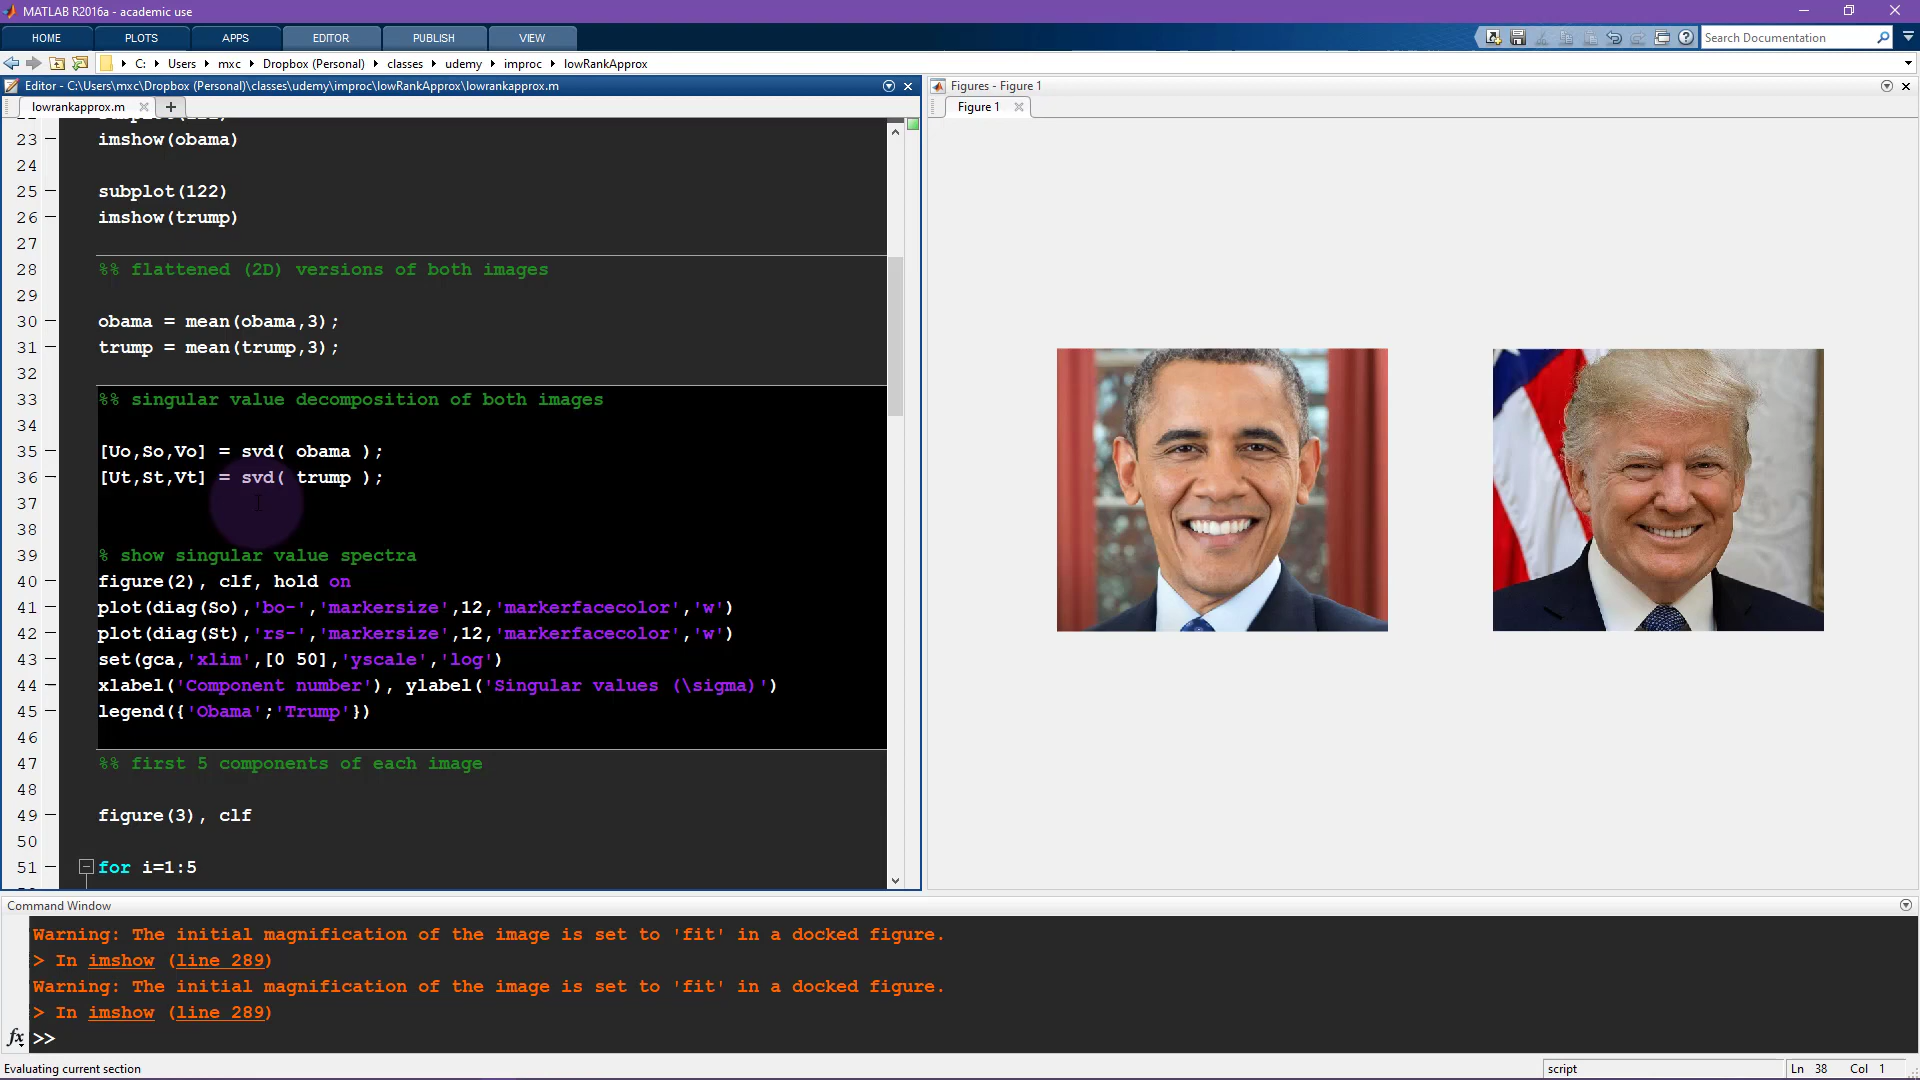 MATLAB R2016a - academic use
HOME PLOTS APPS EDITOR PUBLISH VIEW Search Documentation
C: Users mxc Dropbox (Personal) classes udemy improc lowRankApprox
Editor - C:\Users\mxc\Dropbox (Personal)\classes\udemy\improc\lowRankApprox\lowrankapprox.m
lowrankapprox.m
23 imshow(obama)
24
25 subplot(122)
26 imshow(trump)
27
28 %% flattened (2D) versions of both images
29
30 obama = mean(obama,3);
31 trump = mean(trump,3);
32
33 %% singular value decomposition of both images
34
35 [Uo,So,Vo] = svd( obama );
36 [Ut,St,Vt] = svd( trump );
37
38
39 % show singular value spectra
40 figure(2), clf, hold on
41 plot(diag(So),'bo-','markersize',12,'markerfacecolor','w')
42 plot(diag(St),'rs-','markersize',12,'markerfacecolor','w')
43 set(gca,'xlim',[0 50],'yscale','log')
44 xlabel('Component number'), ylabel('Singular values (\sigma)')
45 legend({'Obama';'Trump'})
46
47 %% first 5 components of each image
48
49 figure(3), clf
50
51 for i=1:5
Figures - Figure 1
Figure 1
Command Window
Warning: The initial magnification of the image is set to 'fit' in a docked figure.
> In imshow (line 289)
Warning: The initial magnification of the image is set to 'fit' in a docked figure.
> In imshow (line 289)
fx >>
Evaluating current section
script Ln 38 Col 1